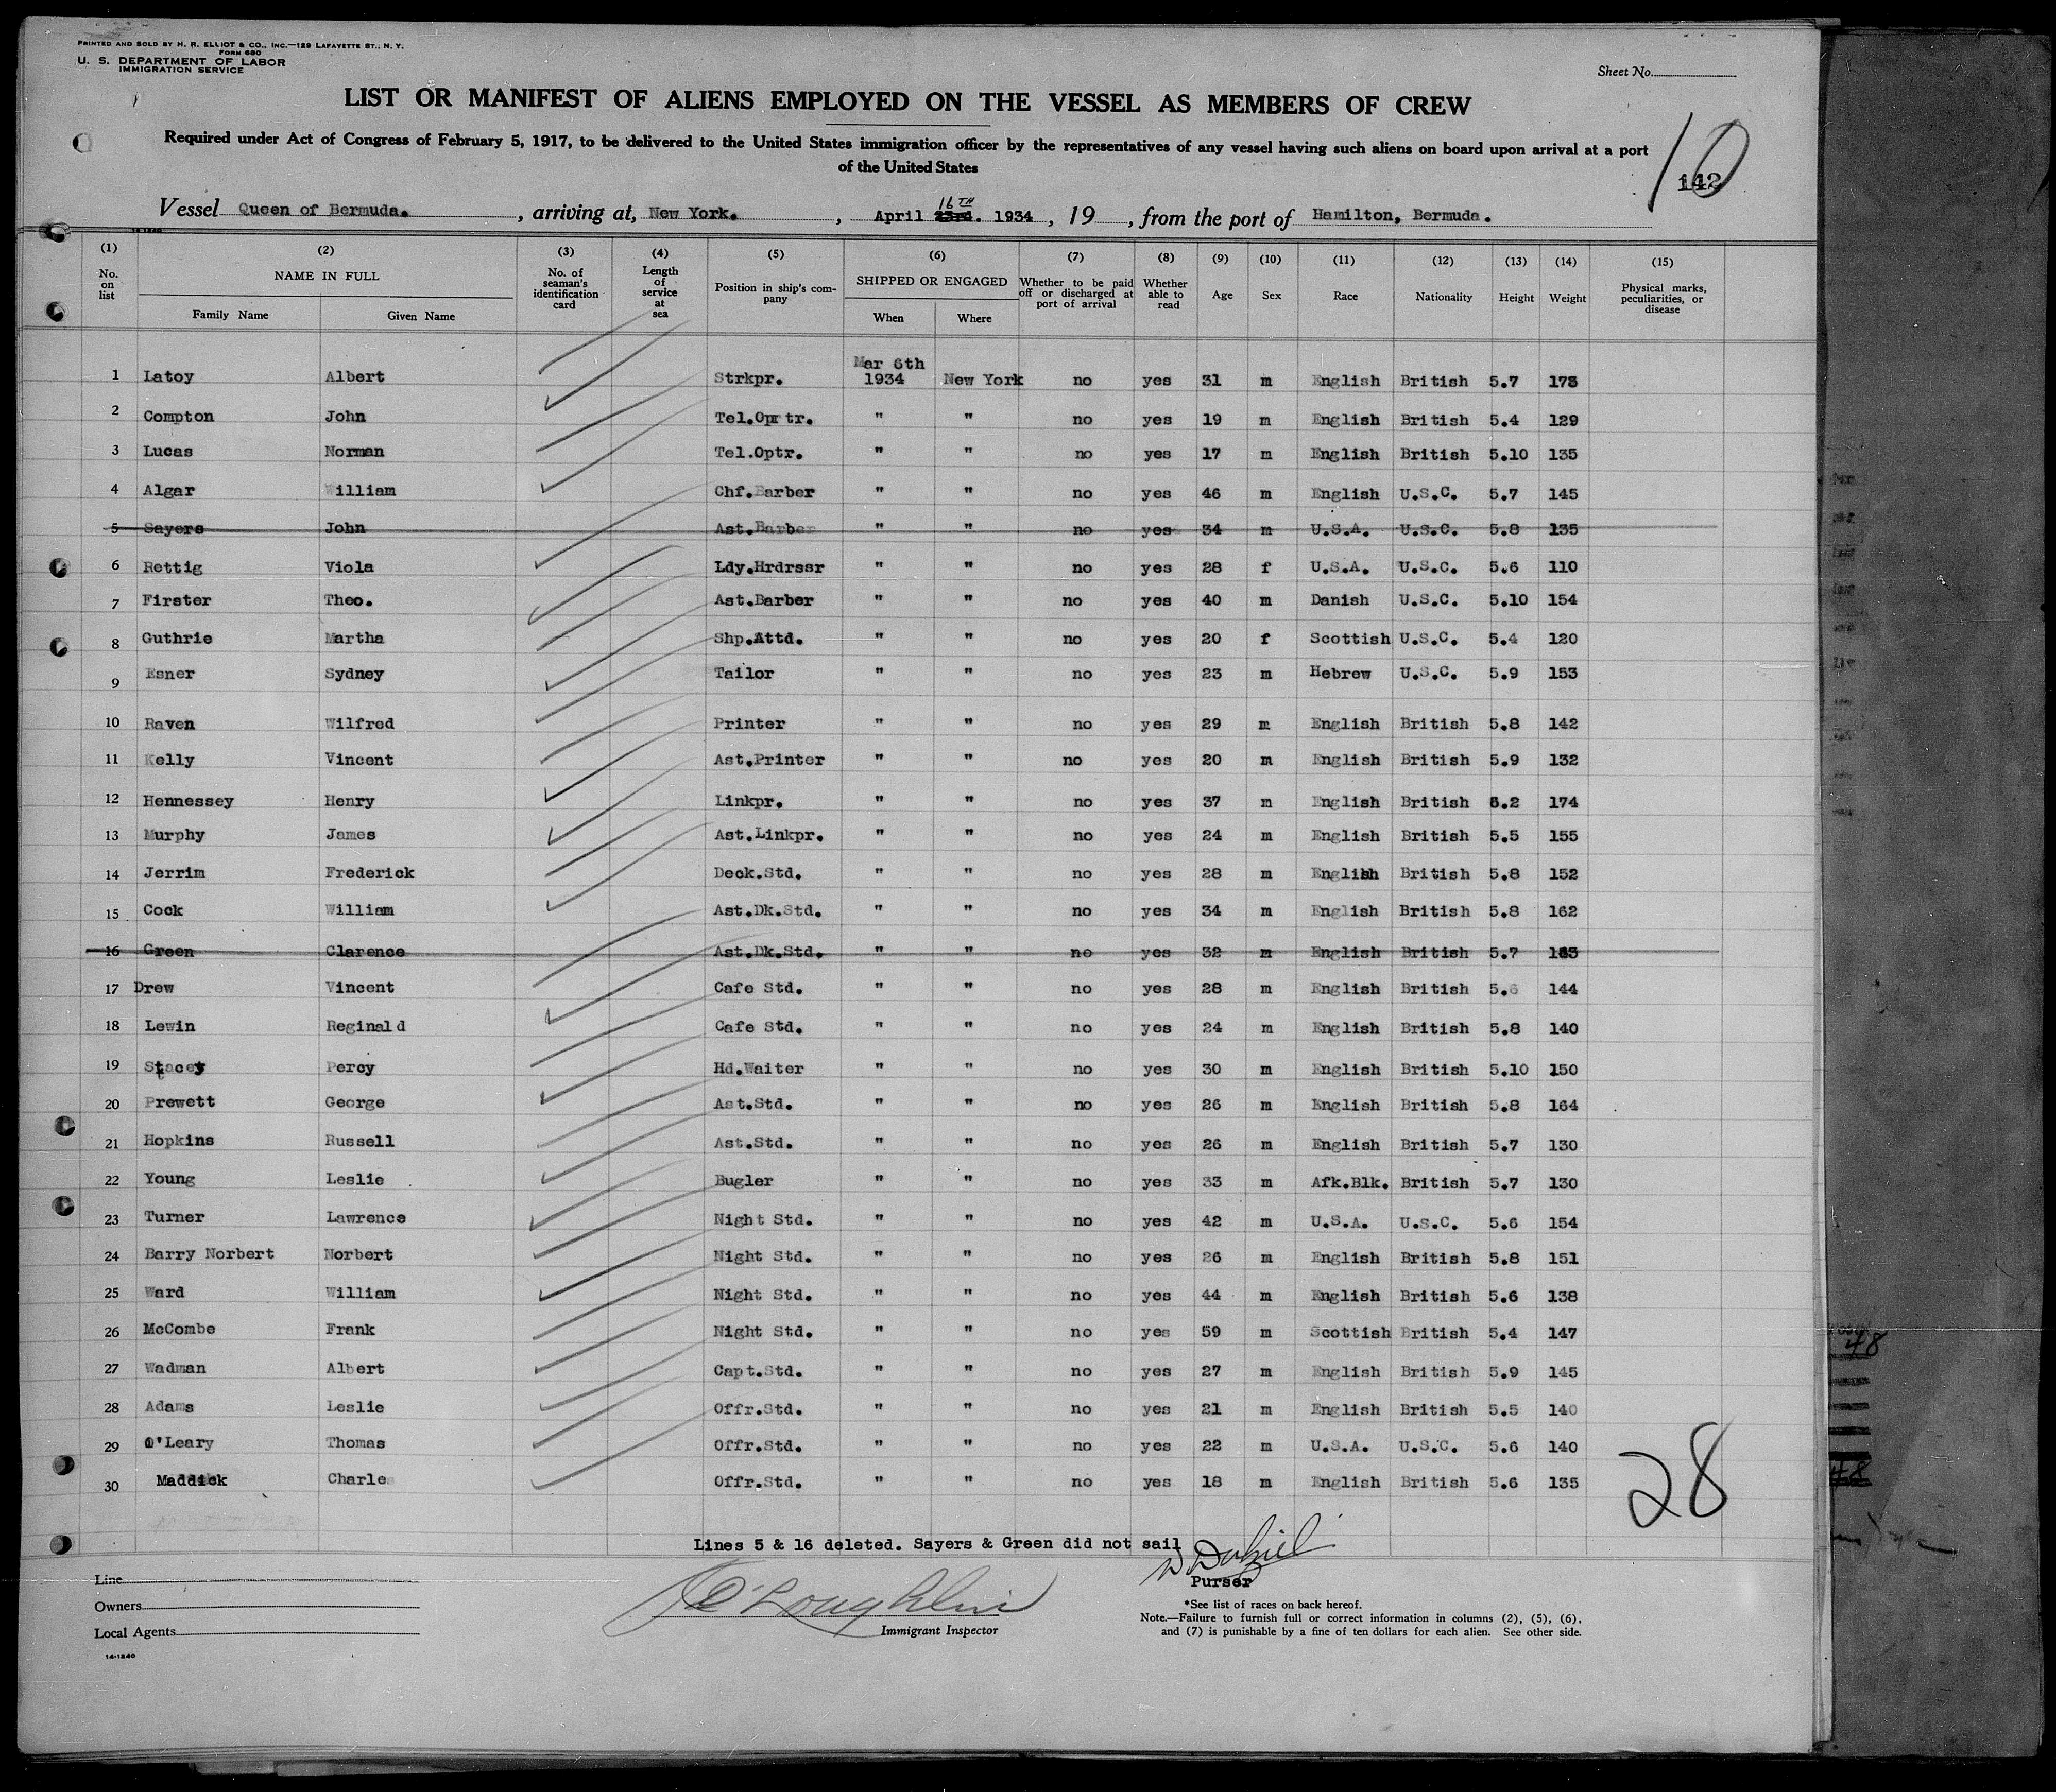 PRINTED AND SOLD BY H. R. ELLIOT & CO., INC.—129 LAFAYETTE ST., N. Y.
FORM 680
U. S. DEPARTMENT OF LABOR
IMMIGRATION SERVICE
Sheet No.
LIST OR MANIFEST OF ALIENS EMPLOYED ON THE VESSEL AS MEMBERS OF CREW
Required under Act of Congress of February 5, 1917, to be delivered to the United States immigration officer by the representatives of any vessel having such aliens on board upon arrival at a port
of the United States
10
142
16TH
Vessel Queen of Bermuda. , arriving at, New York. , April 23rd. 1934 , 19 , from the port of Hamilton, Bermuda.
(1) (2) (3) (4) (5) (6) (7) (8) (9) (10) (11) (12) (13) (14) (15)
No. on list NAME IN FULL Family Name Given Name No. of seaman's identification card Length of service at sea Position in ship's company SHIPPED OR ENGAGED When Where Whether to be paid off or discharged at port of arrival Whether able to read Age Sex Race Nationality Height Weight Physical marks, peculiarities, or disease
1 Latoy Albert Strkpr. Mar 6th 1934 New York no yes 31 m English British 5.7 175
2 Compton John Tel.Oprtr. " " no yes 19 m English British 5.4 129
3 Lucas Norman Tel.Optr. " " no yes 17 m English British 5.10 135
4 Algar William Chf.Barber " " no yes 46 m English U.S.C. 5.7 145
5 Sayers John Ast.Barber " " no yes 34 m U.S.A. U.S.C. 5.8 135
6 Rettig Viola Ldy.Hrdrssr " " no yes 28 f U.S.A. U.S.C. 5.6 110
7 Firster Theo. Ast.Barber " " no yes 40 m Danish U.S.C. 5.10 154
8 Guthrie Martha Shp.Attd. " " no yes 20 f Scottish U.S.C. 5.4 120
9 Esner Sydney Tailor " " no yes 23 m Hebrew U.S.C. 5.9 153
10 Raven Wilfred Printer " " no yes 29 m English British 5.8 142
11 Kelly Vincent Ast.Printer " " no yes 20 m English British 5.9 132
12 Hennessey Henry Linkpr. " " no yes 37 m English British 6.2 174
13 Murphy James Ast.Linkpr. " " no yes 24 m English British 5.5 155
14 Jerrim Frederick Deck.Std. " " no yes 28 m English British 5.8 152
15 Cock William Ast.Dk.Std. " " no yes 34 m English British 5.8 162
16 Green Clarence Ast.Dk.Std. " " no yes 32 m English British 5.7
17 Drew Vincent Cafe Std. " " no yes 28 m English British 5.6 144
18 Lewin Reginald Cafe Std. " " no yes 24 m English British 5.8 140
19 Stacey Percy Hd.Waiter " " no yes 30 m English British 5.10 150
20 Prewett George Ast.Std. " " no yes 26 m English British 5.8 164
21 Hopkins Russell Ast.Std. " " no yes 26 m English British 5.7 130
22 Young Leslie Bugler " " no yes 33 m Afk.Blk. British 5.7 130
23 Turner Lawrence Night Std. " " no yes 42 m U.S.A. U.S.C. 5.6 154
24 Barry Norbert Norbert Night Std. " " no yes 26 m English British 5.8 151
25 Ward William Night Std. " " no yes 44 m English British 5.6 138
26 McCombe Frank Night Std. " " no yes 59 m Scottish British 5.4 147
27 Wadman Albert Capt.Std. " " no yes 27 m English British 5.9 145
28 Adams Leslie Offr.Std. " " no yes 21 m English British 5.5 140
29 O'Leary Thomas Offr.Std. " " no yes 22 m U.S.A. U.S.C. 5.6 140
30 Maddick Charles Offr.Std. " " no yes 18 m English British 5.6 135
28
Lines 5 & 16 deleted. Sayers & Green did not sail
Purser
Line
Owners
Local Agents
O'Loughlin
Immigrant Inspector
*See list of races on back hereof.
Note.—Failure to furnish full or correct information in columns (2), (5), (6),
and (7) is punishable by a fine of ten dollars for each alien. See other side.
14-1240
48